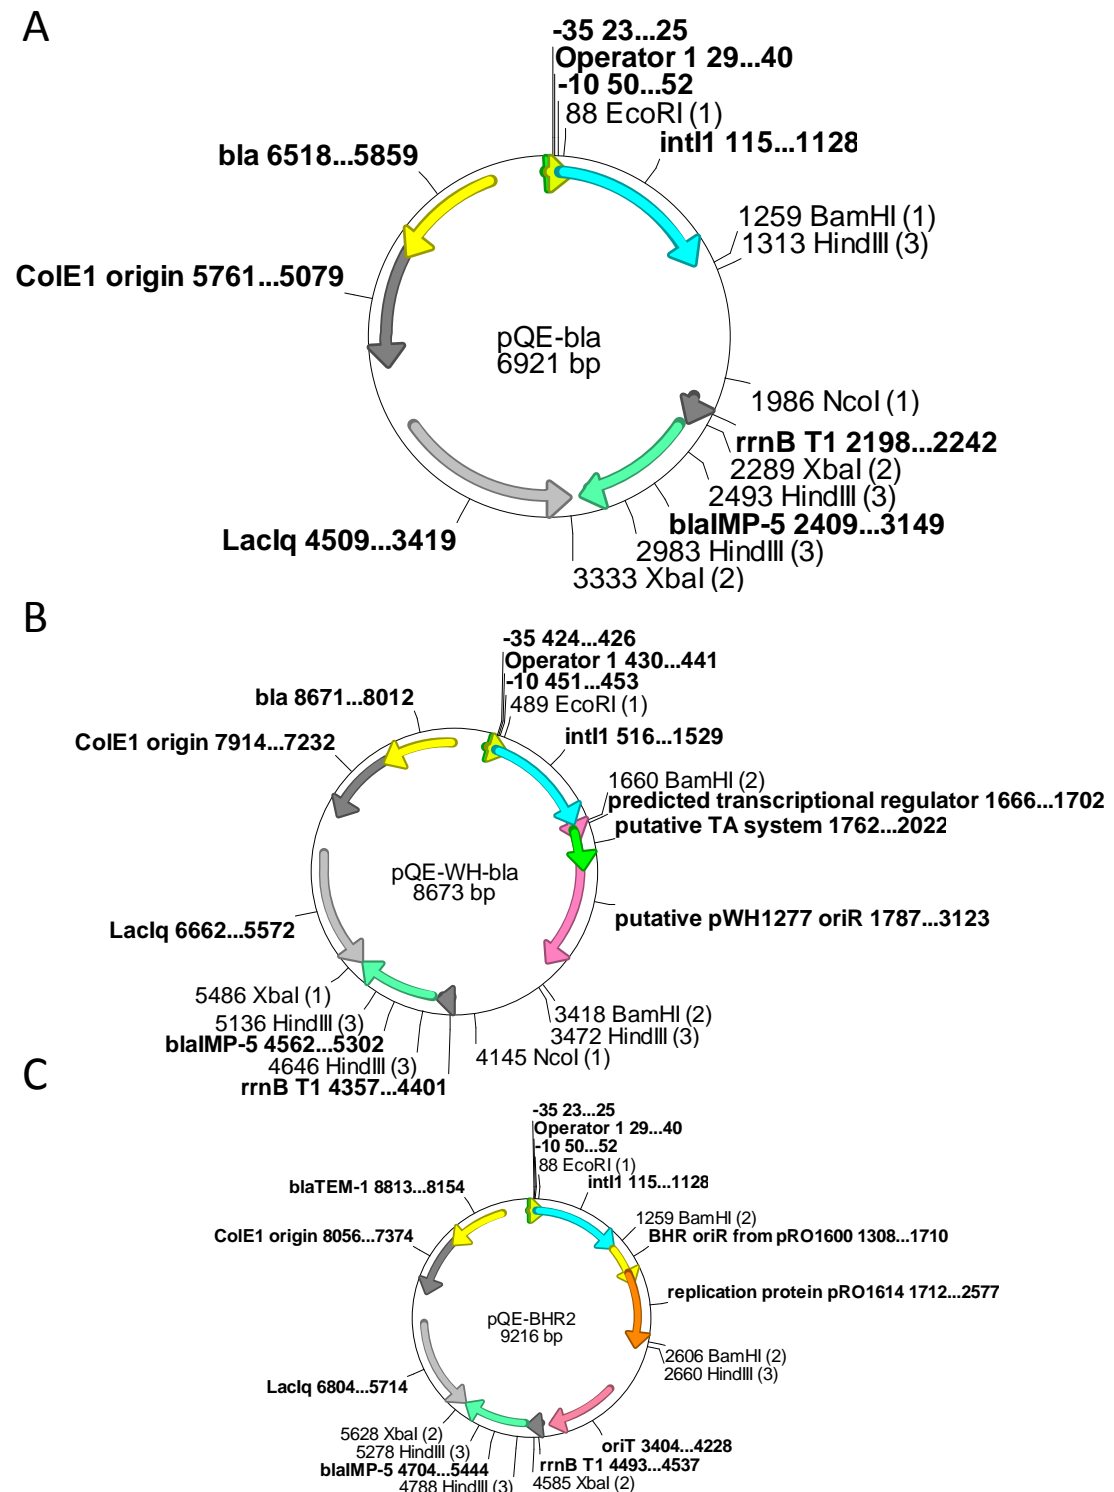 A
-35 23...25
Operator 1 29...40
-10 50...52
88 EcoRI (1)
intI1 115...1128
bla 6518...5859
1259 BamHI (1)
1313 HindIII (3)
ColE1 origin 5761...5079
pQE-bla
6921 bp
1986 NcoI (1)
rrnB T1 2198...2242
2289 XbaI (2)
2493 HindIII (3)
blaIMP-5 2409...3149
LacIq 4509...3419
2983 HindIII (3)
3333 XbaI (2)
B
-35 424...426
Operator 1 430...441
-10 451...453
bla 8671...8012
489 EcoRI (1)
intI1 516...1529
ColE1 origin 7914...7232
1660 BamHI (2)
predicted transcriptional regulator 1666...1702
putative TA system 1762...2022
pQE-WH-bla
8673 bp
putative pWH1277 oriR 1787...3123
LacIq 6662...5572
5486 XbaI (1)
3418 BamHI (2)
5136 HindIII (3)
3472 HindIII (3)
blaIMP-5 4562...5302
4145 NcoI (1)
4646 HindIII (3)
rrnB T1 4357...4401
C
-35 23...25
Operator 1 29...40
-10 50...52
88 EcoRI (1)
intI1 115...1128
blaTEM-1 8813...8154
1259 BamHI (2)
ColE1 origin 8056...7374
BHR oriR from pRO1600 1308...1710
replication protein pRO1614 1712...2577
pQE-BHR2
9216 bp
2606 BamHI (2)
2660 HindIII (3)
LacIq 6804...5714
5628 XbaI (2)
oriT 3404...4228
5278 HindIII (3)
rrnB T1 4493...4537
blaIMP-5 4704...5444
4585 XbaI (2)
4788 HindIII (3)